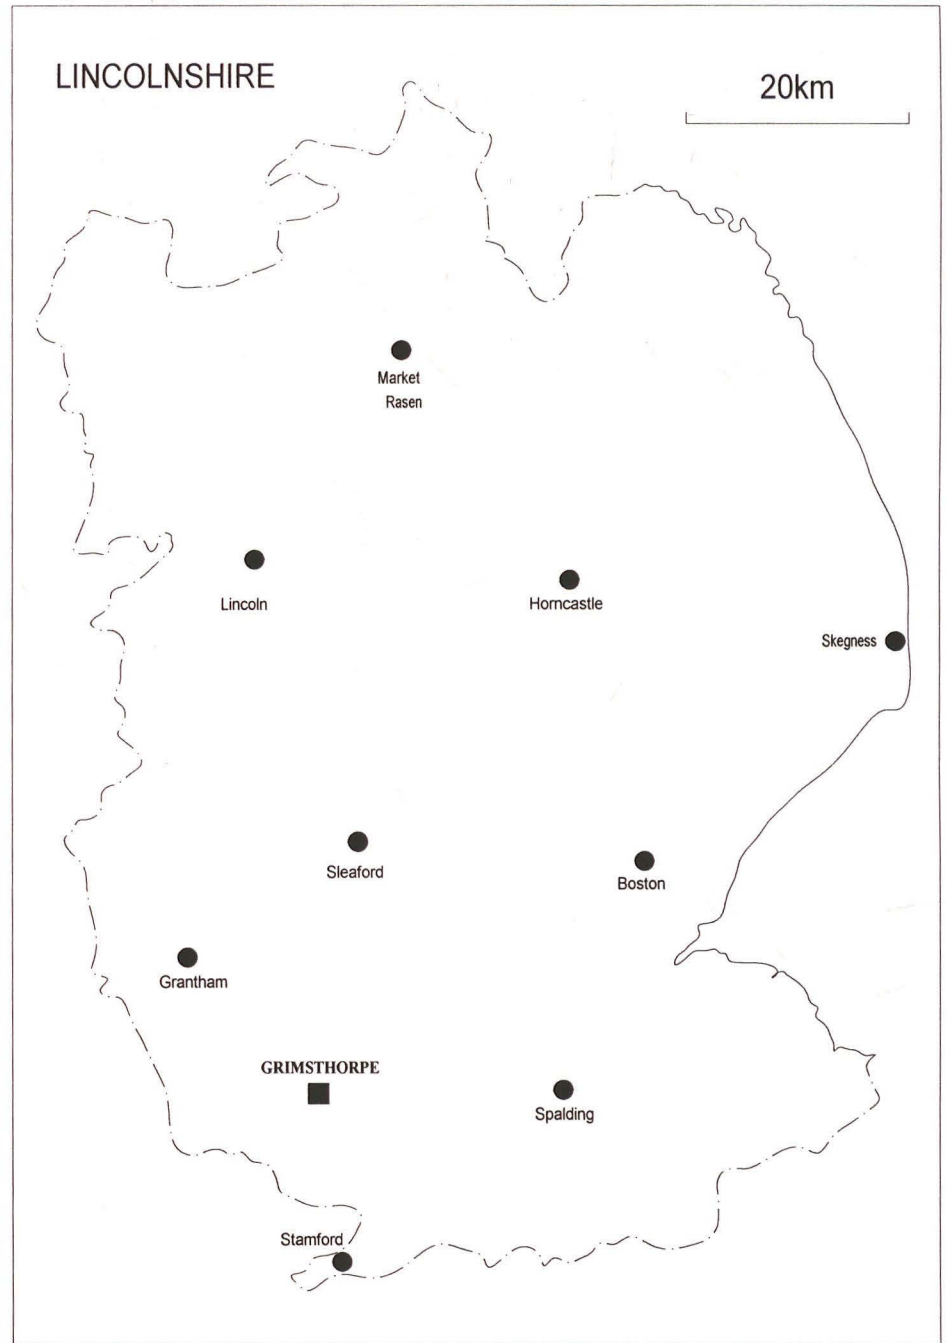 LINCOLNSHIRE
20km
Market
Rasen
Lincoln
Horncastle
Skegness
Sleaford
Boston
Grantham
GRIMSTHORPE
Spalding
Stamford